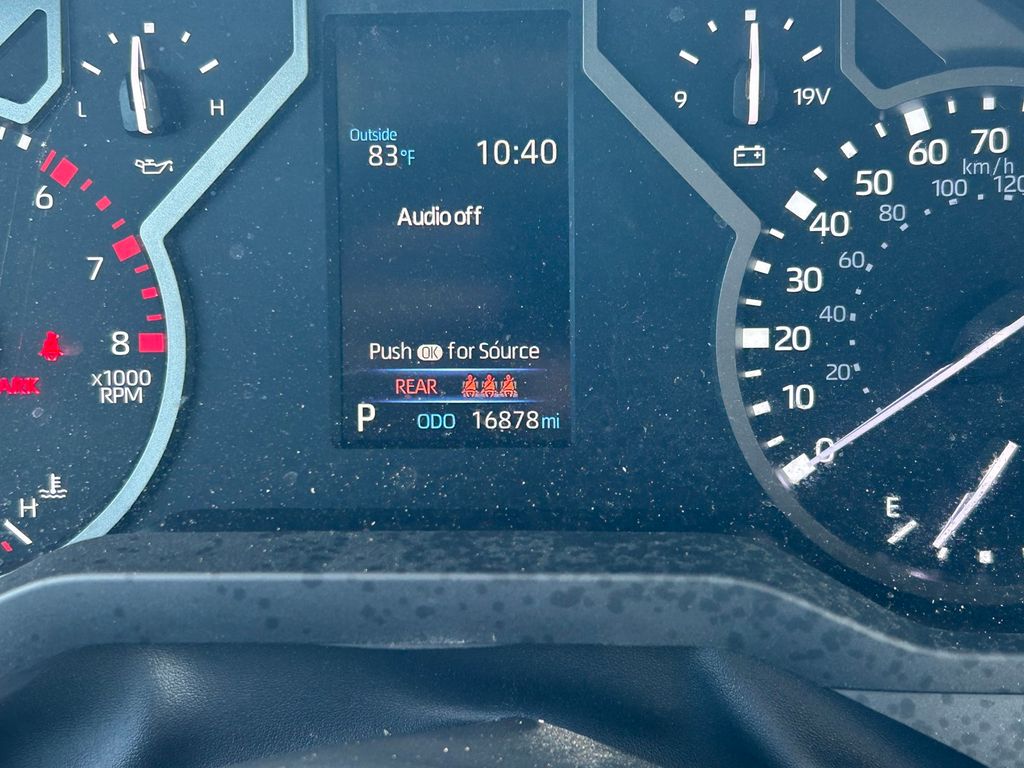 L
H
9
19V
Outside
83°F
10:40
Audio off
Push OK for Source
REAR
P
ODO 16878 mi
6
7
8
x1000
RPM
H
70
60
50
40
30
20
10
0
km/h
120
100
80
60
40
20
E